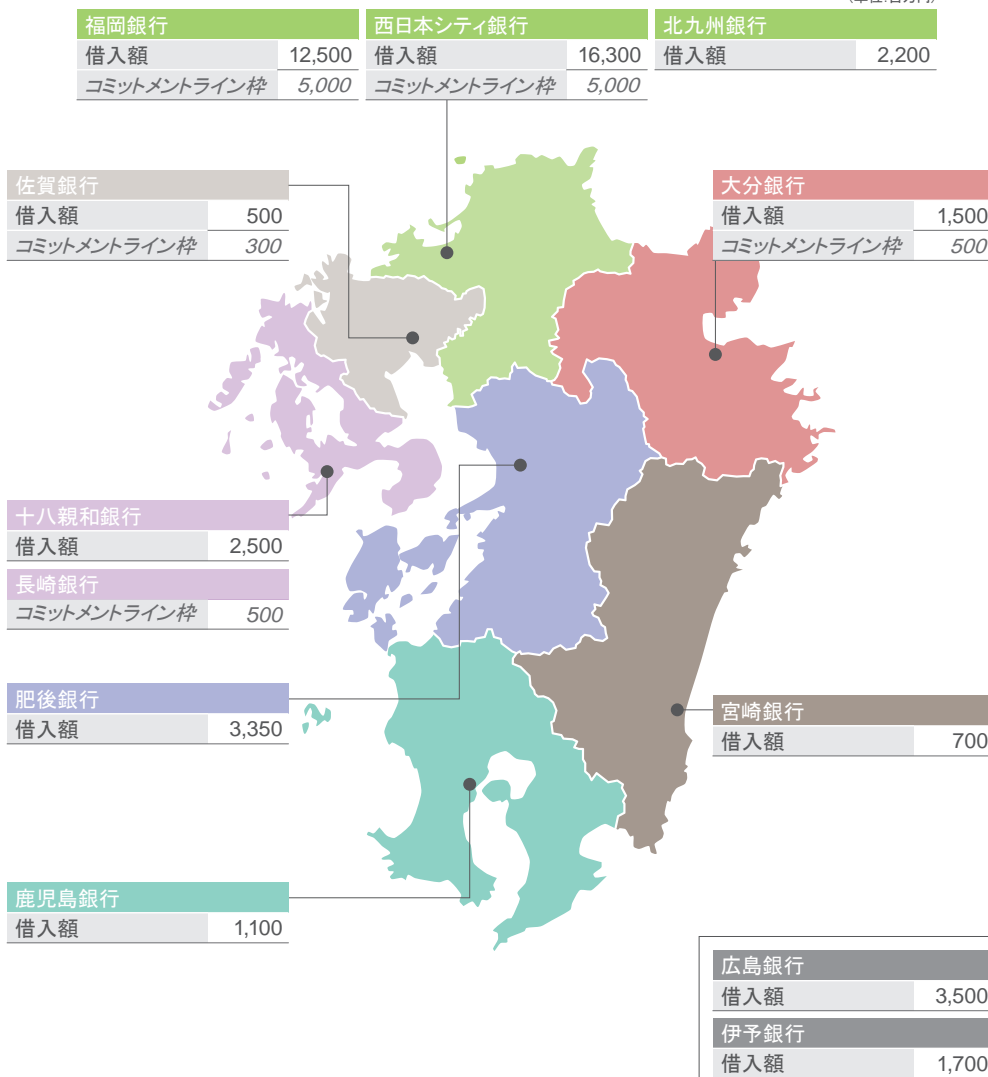 (単位:百万円)
福岡銀行
借入額 12,500
コミットメントライン枠 5,000
西日本シティ銀行
借入額 16,300
コミットメントライン枠 5,000
北九州銀行
借入額 2,200
佐賀銀行
借入額 500
コミットメントライン枠 300
大分銀行
借入額 1,500
コミットメントライン枠 500
十八親和銀行
借入額 2,500
長崎銀行
コミットメントライン枠 500
肥後銀行
借入額 3,350
宮崎銀行
借入額 700
鹿児島銀行
借入額 1,100
広島銀行
借入額 3,500
伊予銀行
借入額 1,700